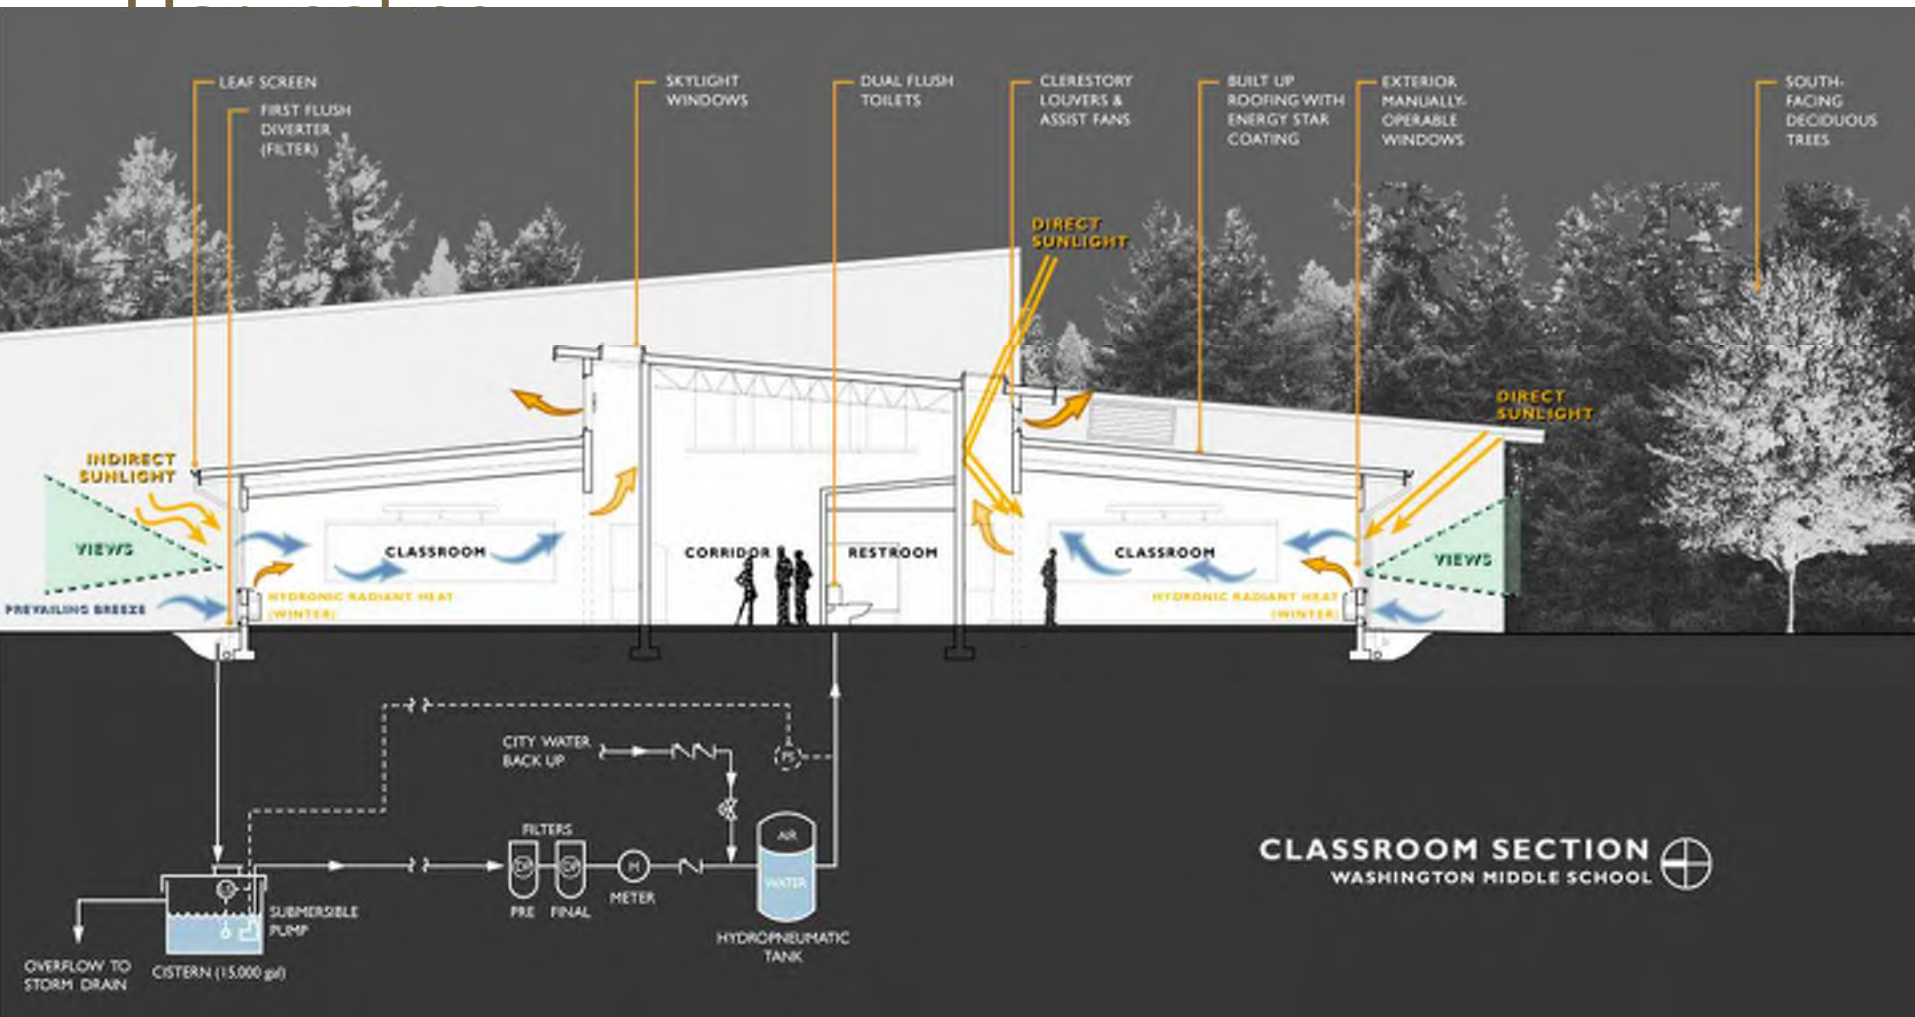 LEAF SCREEN
FIRST FLUSH
DIVERTER
(FILTER)
SKYLIGHT
WINDOWS
DUAL FLUSH
TOILETS
CLERESTORY
LOUVERS &
ASSIST FANS
BUILT UP
ROOFING WITH
ENERGY STAR
COATING
EXTERIOR
MANUALLY-
OPERABLE
WINDOWS
SOUTH-
FACING
DECIDUOUS
TREES
DIRECT
SUNLIGHT
DIRECT
SUNLIGHT
INDIRECT
SUNLIGHT
VIEWS
PREVAILING BREEZE
CLASSROOM
HYDRONIC RADIANT HEAT
(WINTER)
CORRIDOR
RESTROOM
CLASSROOM
HYDRONIC RADIANT HEAT
(WINTER)
VIEWS
CITY WATER
BACK UP
PS
FILTERS
DP
DP
PRE
FINAL
M
METER
AIR
WATER
HYDROPNEUMATIC
TANK
SUBMERSIBLE
PUMP
OVERFLOW TO
STORM DRAIN
CISTERN (15,000 gal)
CLASSROOM SECTION
WASHINGTON MIDDLE SCHOOL